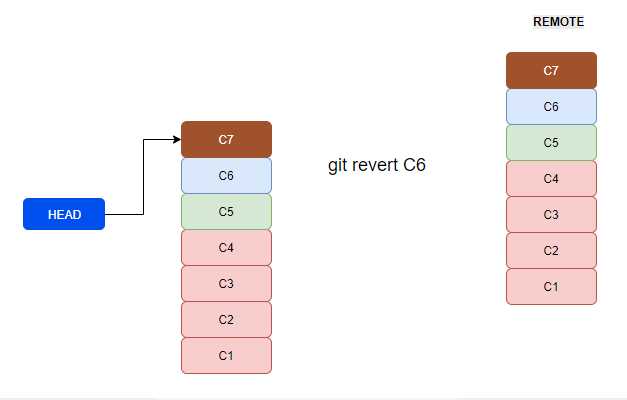 REMOTE
HEAD
C7
C6
C5
C4
C3
C2
C1
git revert C6
C7
C6
C5
C4
C3
C2
C1